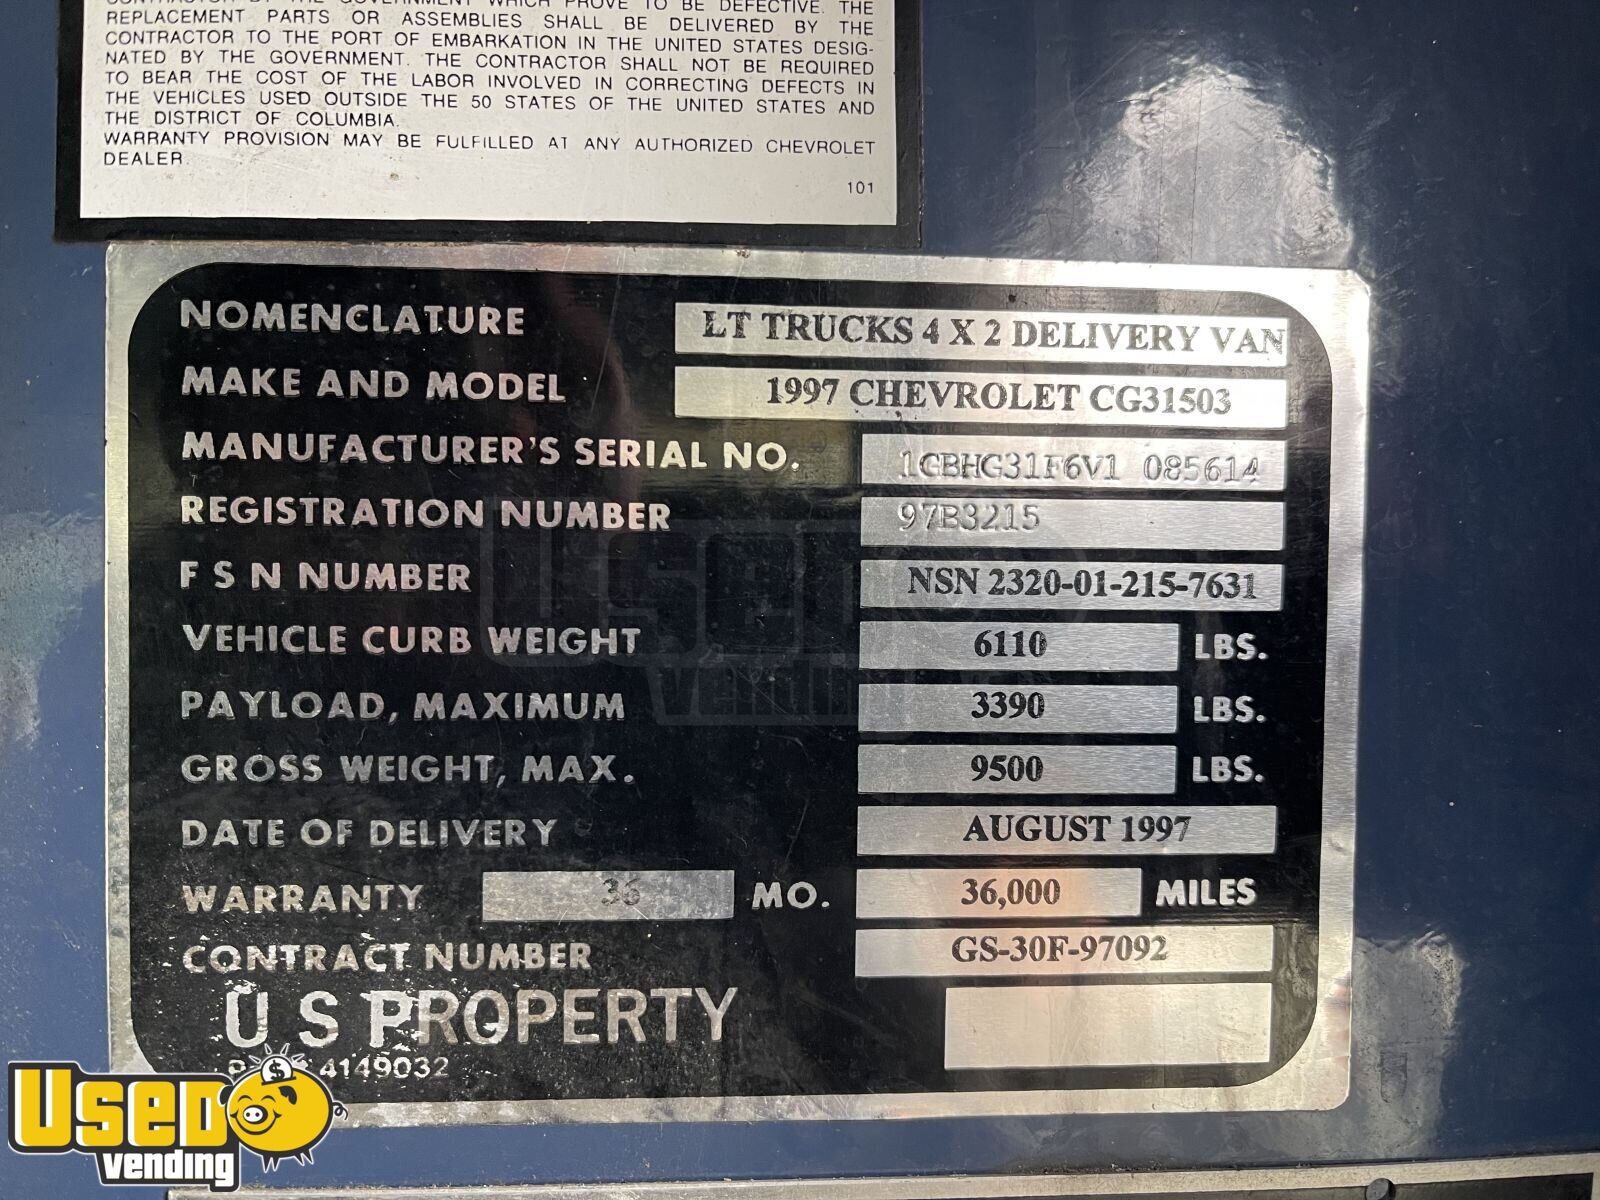 CONTRACTOR BY THE GOVERNMENT WHICH PROVE TO BE DEFECTIVE. THE
REPLACEMENT PARTS OR ASSEMBLIES SHALL BE DELIVERED BY THE
CONTRACTOR TO THE PORT OF EMBARKATION IN THE UNITED STATES DESIG-
NATED BY THE GOVERNMENT. THE CONTRACTOR SHALL NOT BE REQUIRED
TO BEAR THE COST OF THE LABOR INVOLVED IN CORRECTING DEFECTS IN
THE VEHICLES USED OUTSIDE THE 50 STATES OF THE UNITED STATES AND
THE DISTRICT OF COLUMBIA.
WARRANTY PROVISION MAY BE FULFILLED AT ANY AUTHORIZED CHEVROLET
DEALER.
101
NOMENCLATURE LT TRUCKS 4 X 2 DELIVERY VAN
MAKE AND MODEL 1997 CHEVROLET CG31503
MANUFACTURER'S SERIAL NO. 1GBHG31F6V1 085614
REGISTRATION NUMBER 97B3215
F S N NUMBER NSN 2320-01-215-7631
VEHICLE CURB WEIGHT 6110 LBS.
PAYLOAD, MAXIMUM 3390 LBS.
GROSS WEIGHT, MAX. 9500 LBS.
DATE OF DELIVERY AUGUST 1997
WARRANTY 36 MO. 36,000 MILES
CONTRACT NUMBER GS-30F-97092
U S PROPERTY
4149032
Used
vending
Used
vending